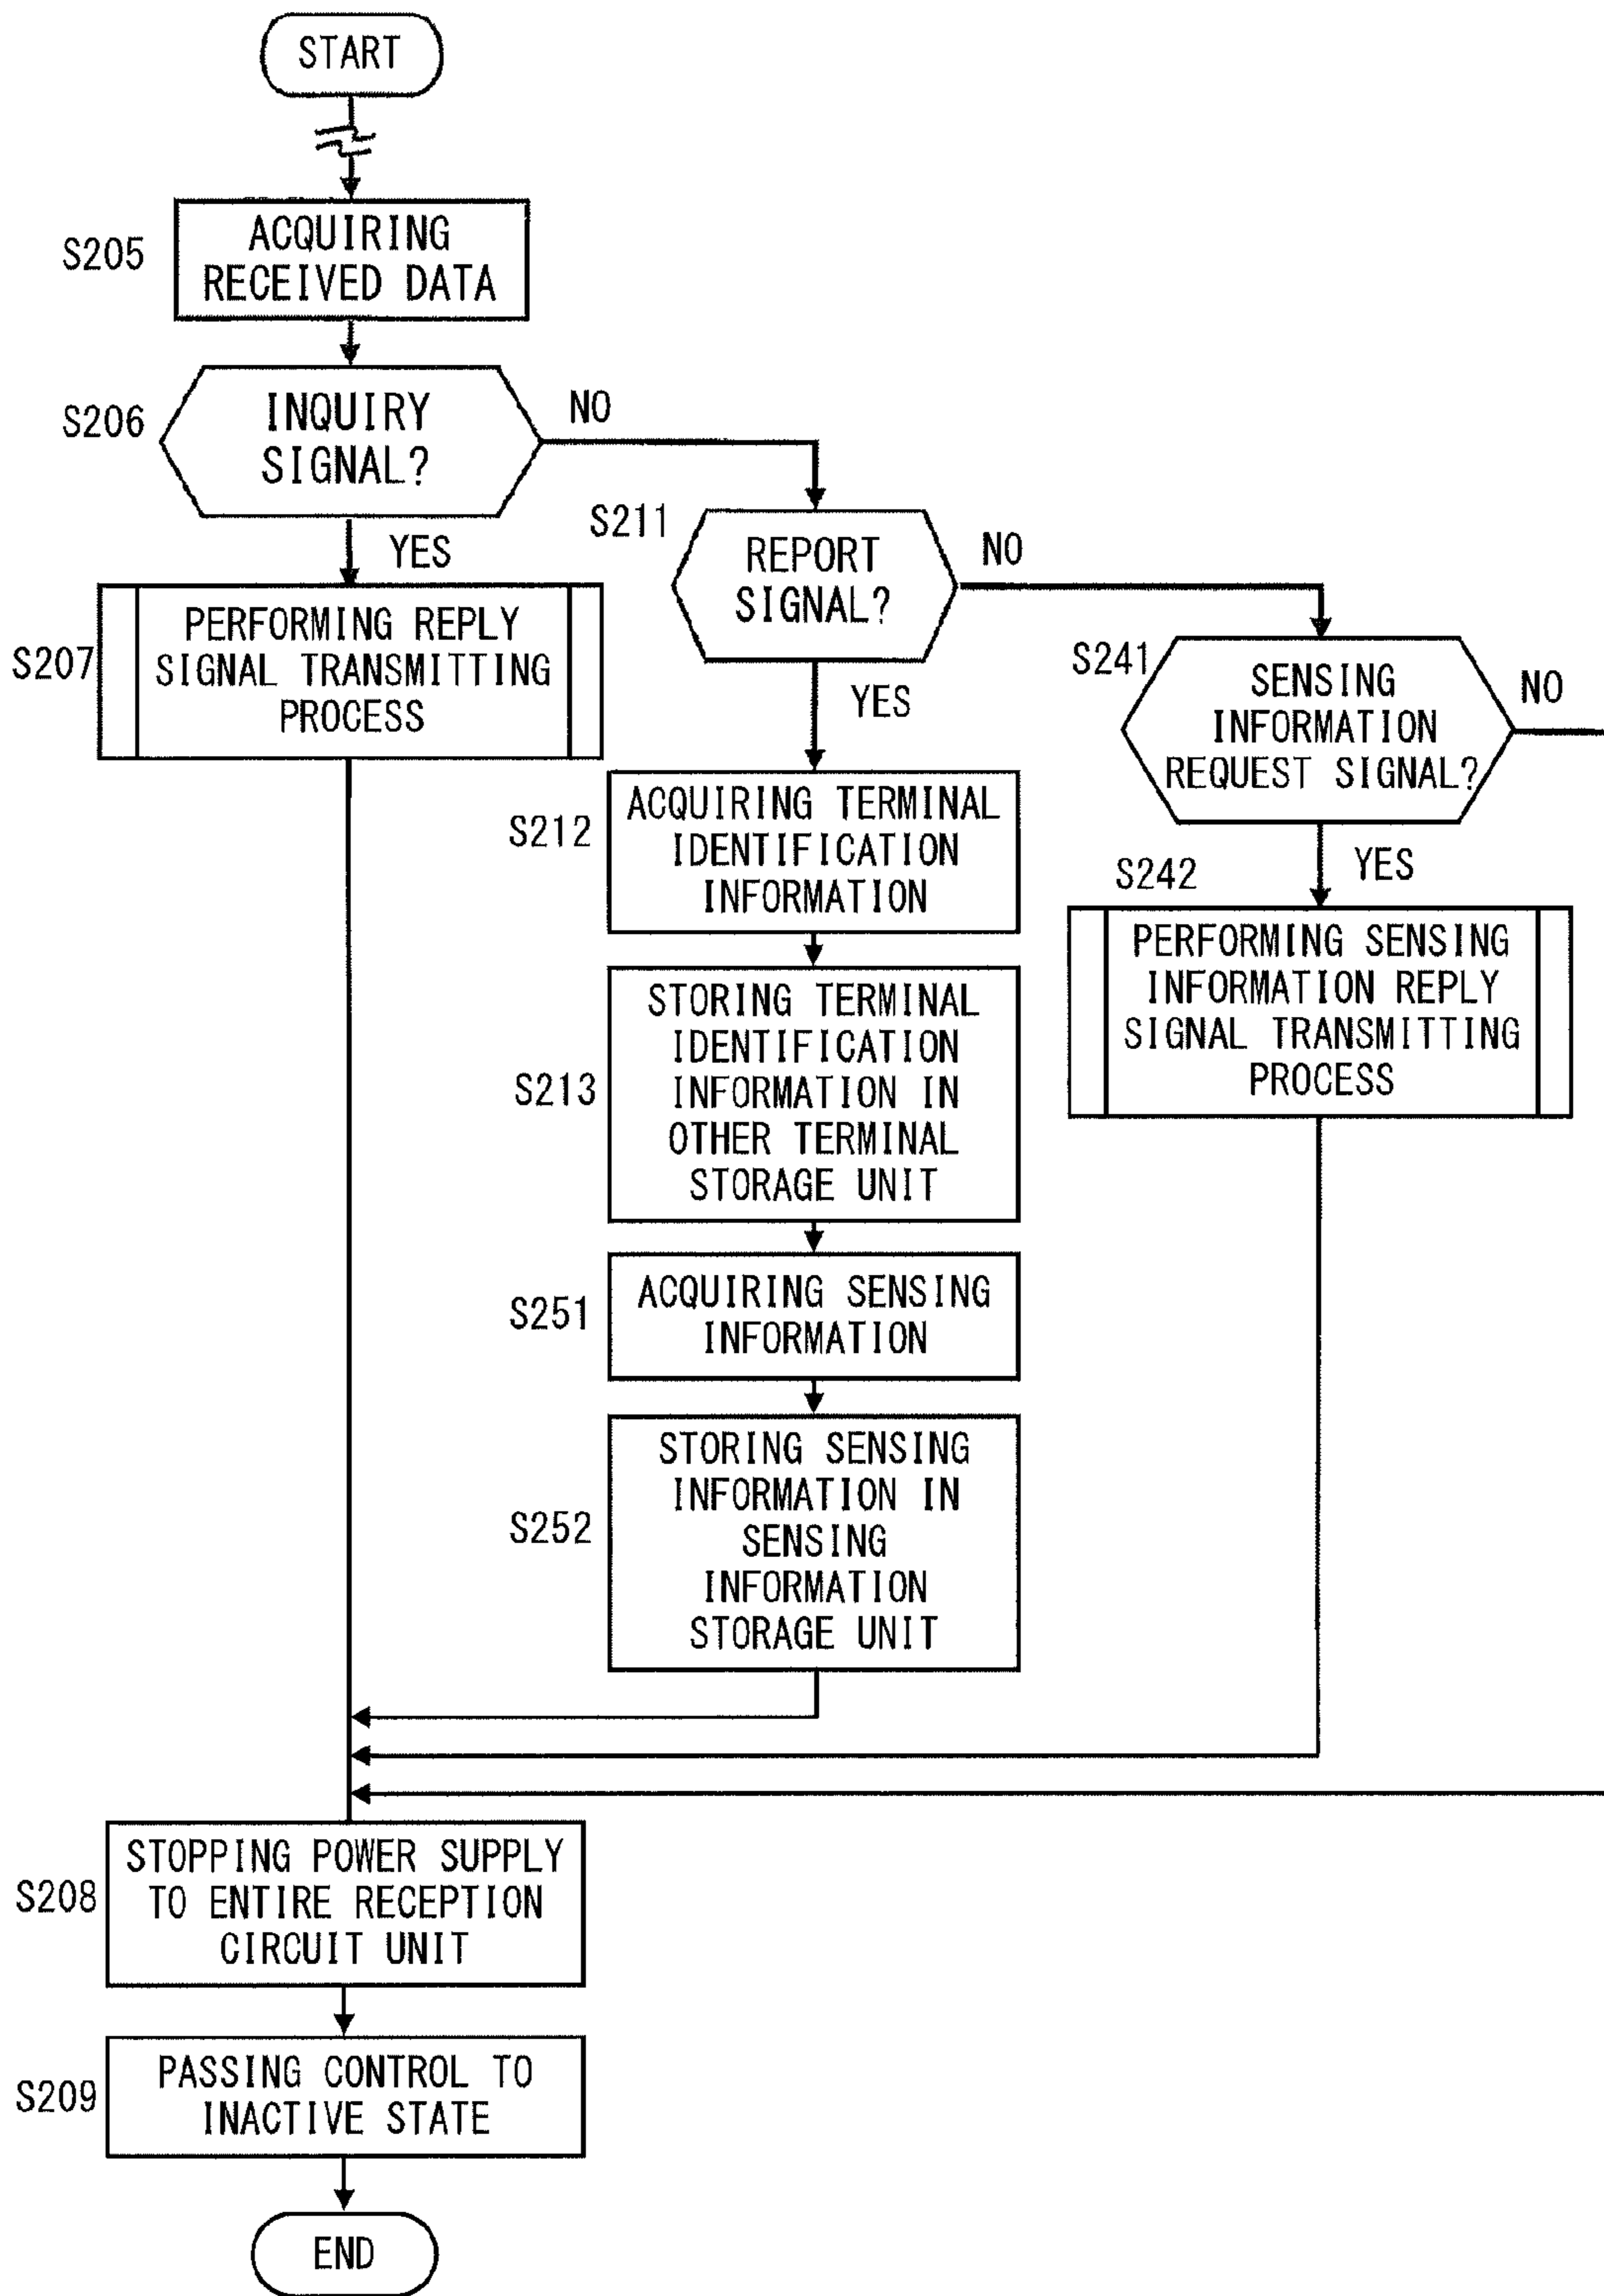 START
S205
ACQUIRING
RECEIVED DATA
S206
INQUIRY
SIGNAL?
NO
YES
S207
PERFORMING REPLY
SIGNAL TRANSMITTING
PROCESS
S211
REPORT
SIGNAL?
NO
YES
S212
ACQUIRING TERMINAL
IDENTIFICATION
INFORMATION
S213
STORING TERMINAL
IDENTIFICATION
INFORMATION IN
OTHER TERMINAL
STORAGE UNIT
S251
ACQUIRING SENSING
INFORMATION
S252
STORING SENSING
INFORMATION IN
SENSING
INFORMATION
STORAGE UNIT
S241
SENSING
INFORMATION
REQUEST SIGNAL?
NO
YES
S242
PERFORMING SENSING
INFORMATION REPLY
SIGNAL TRANSMITTING
PROCESS
S208
STOPPING POWER SUPPLY
TO ENTIRE RECEPTION
CIRCUIT UNIT
S209
PASSING CONTROL TO
INACTIVE STATE
END